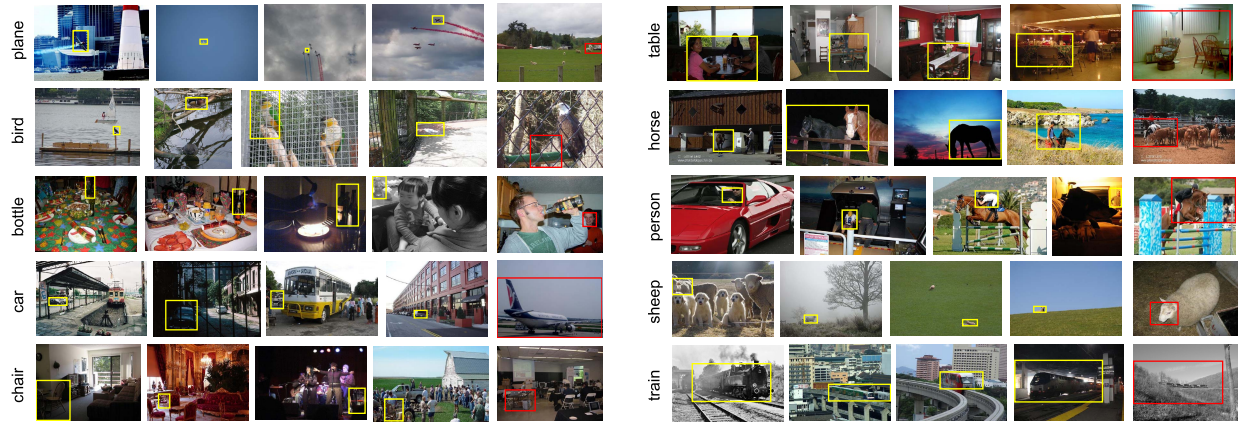 plane
bird
bottle
car
chair
table
horse
person
sheep
train